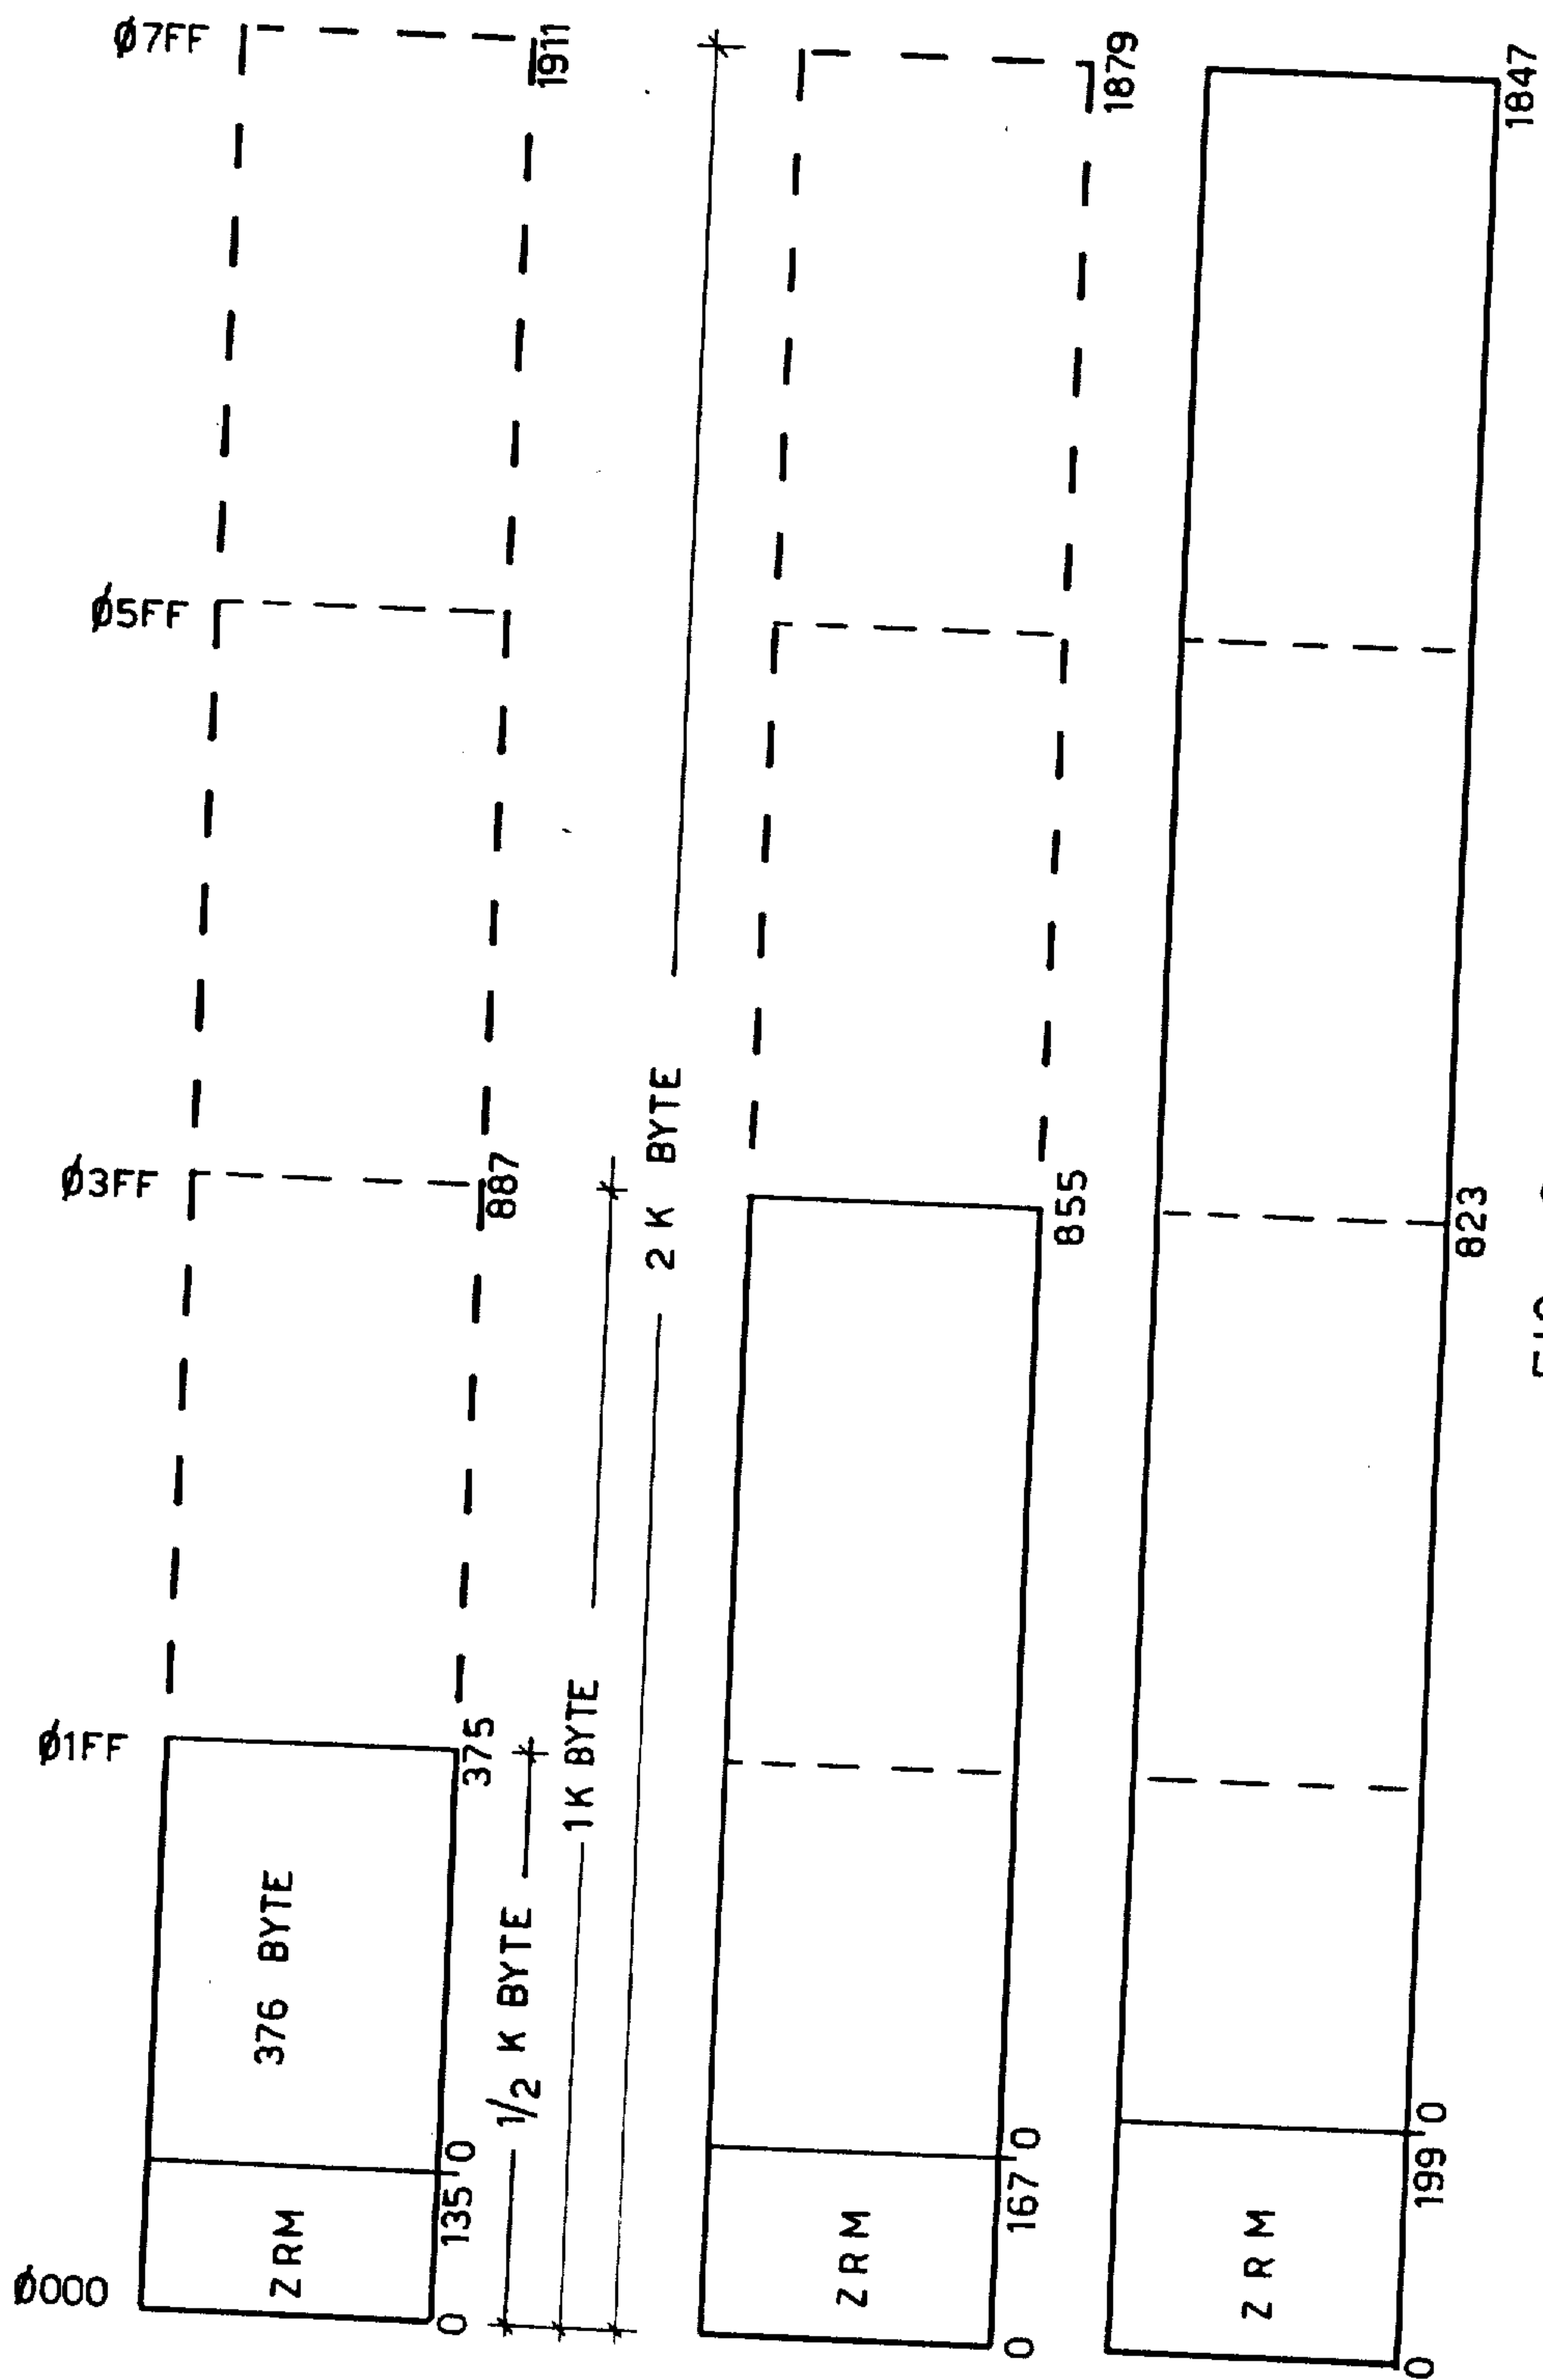 Ø000 Ø1FF Ø3FF Ø5FF Ø7FF
ZRM 376 BYTE
0 135 0 375 887 1911
1/2 K BYTE
1K BYTE
2 K BYTE
ZRM
0 167 0 855 1879
ZRM
0 199 0 823 1847